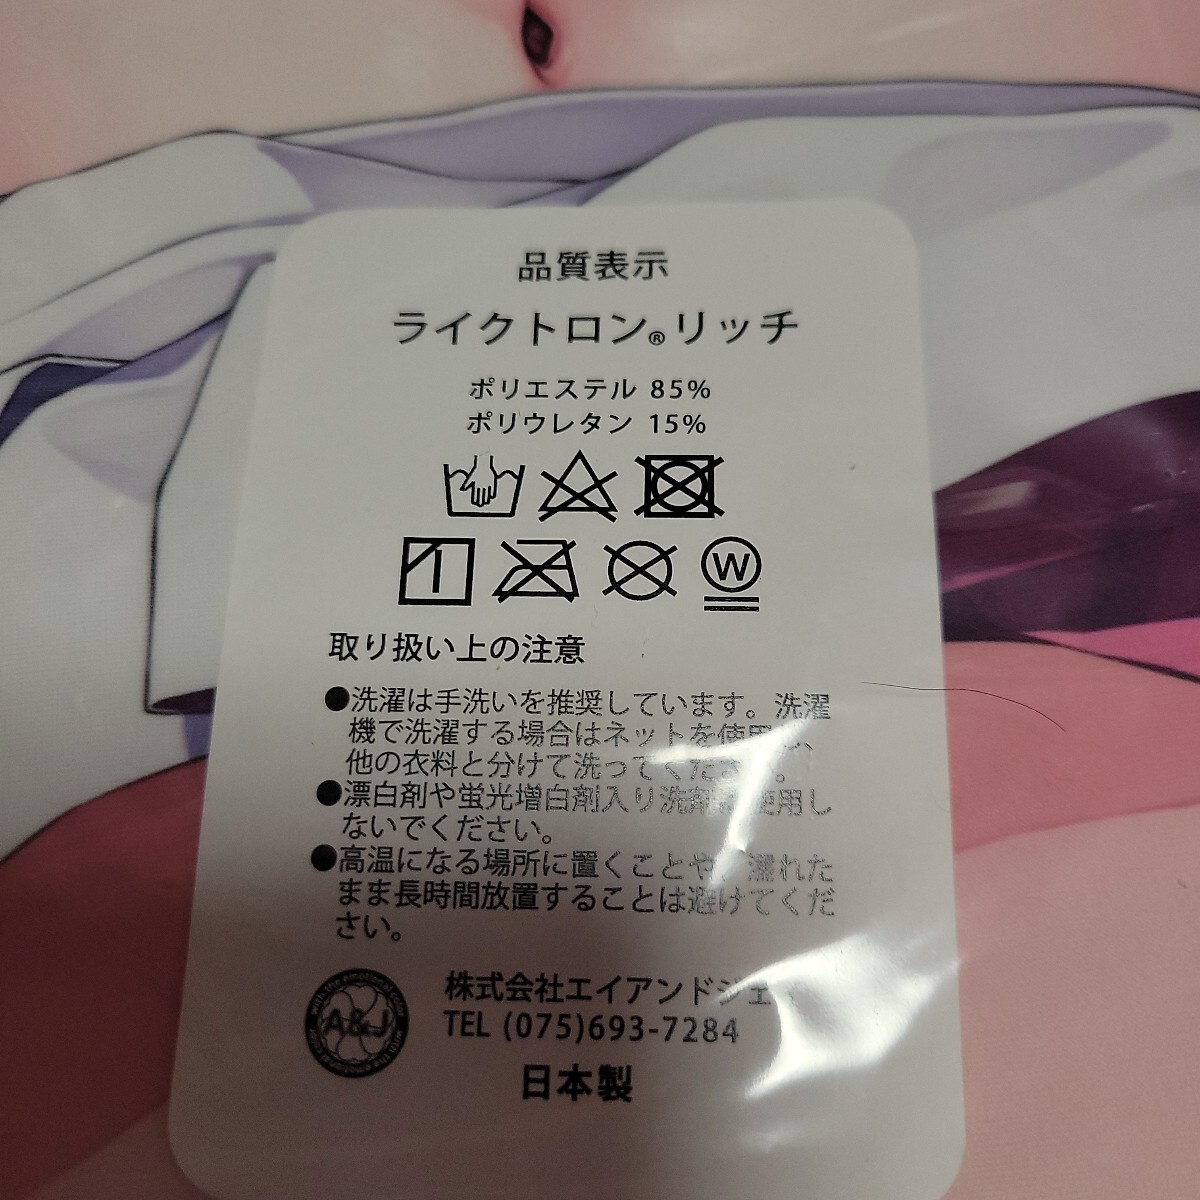 品質表示
ライクトロン®リッチ
ポリエステル 85%
ポリウレタン 15%
W
取り扱い上の注意
●洗濯は手洗いを推奨しています。洗濯
機で洗濯する場合はネットを使用、
他の衣料と分けて洗ってください。
●漂白剤や蛍光増白剤入り洗剤 使用し
ないでください。
●高温になる場所に置くことや、濡れた
まま長時間放置することは避けてくだ
さい。
with the emotional color
A&J
with the emotional color
株式会社エイアンドジェイ
TEL (075)693-7284
日本製